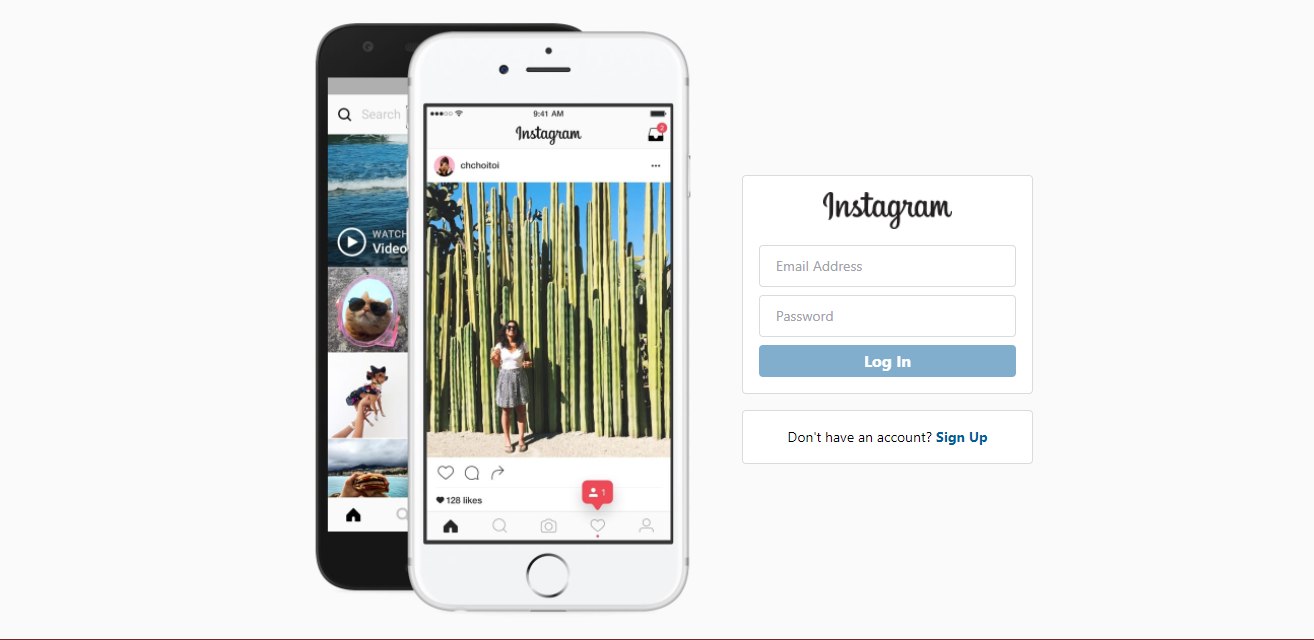 Search
WATCH
Video
9:41 AM
Instagram
2
chchoitoi
128 likes
1
Instagram
Email Address
Password
Log In
Don't have an account? Sign Up